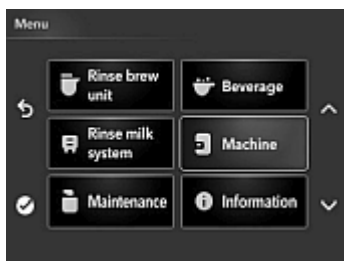 Menu
Rinse brew
unit
Beverage
Rinse milk
system
Machine
Maintenance
Information